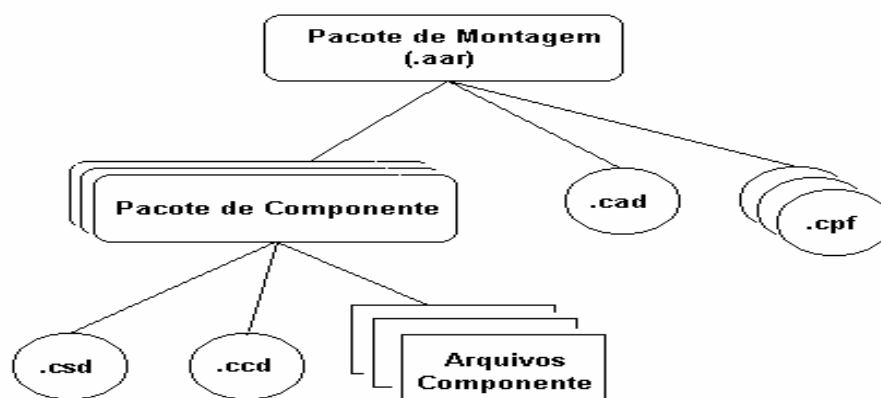 Pacote de Montagem
(.aar)
Pacote de Componente
.cad
.cpf
.csd
.ccd
Arquivos
Componente